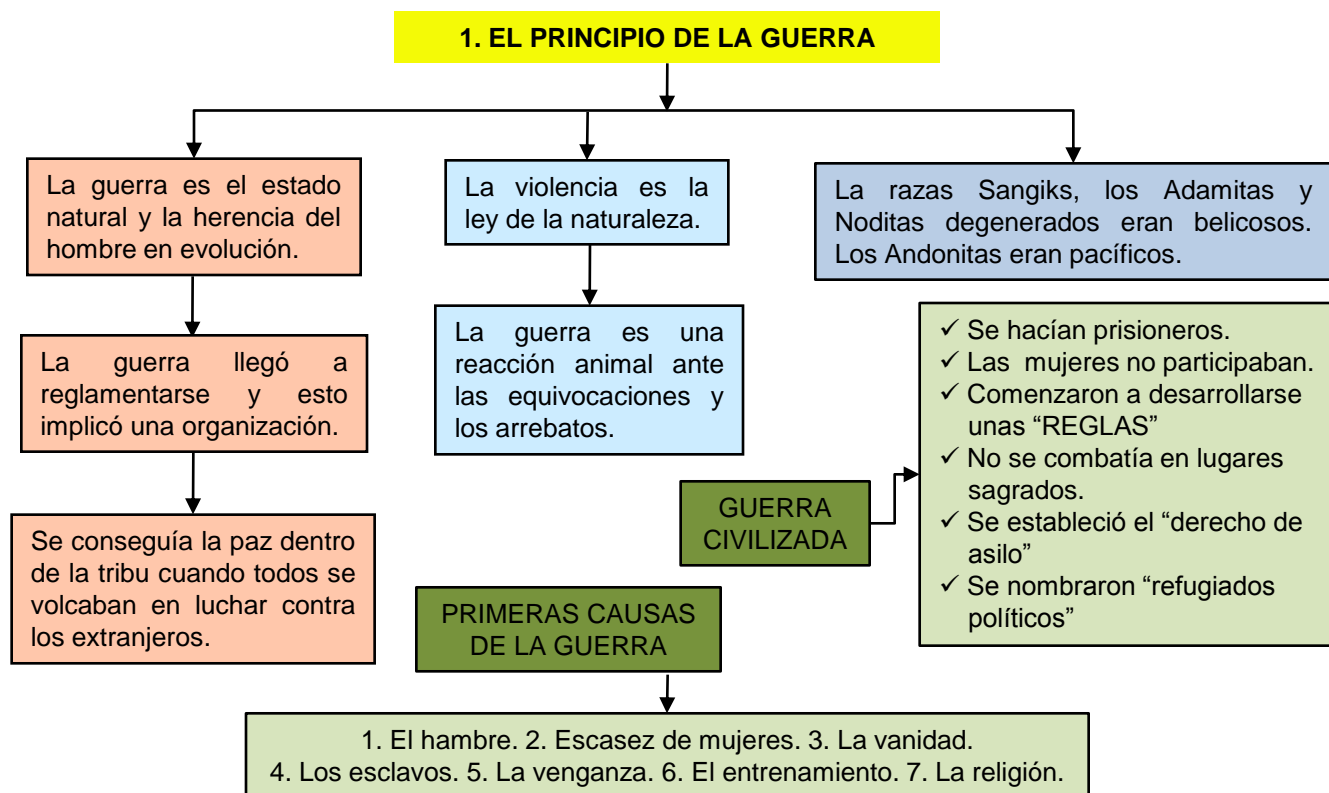 1. EL PRINCIPIO DE LA GUERRA
La guerra es el estado
natural y la herencia del
hombre en evolución.
La guerra llegó a
reglamentarse y esto
implicó una organización.
Se conseguía la paz dentro
de la tribu cuando todos se
volcaban en luchar contra
los extranjeros.
La violencia es la
ley de la naturaleza.
La guerra es una
reacción animal ante
las equivocaciones y
los arrebatos.
La razas Sangiks, los Adamitas y
Noditas degenerados eran belicosos.
Los Andonitas eran pacíficos.
GUERRA
CIVILIZADA
✓ Se hacían prisioneros.
✓ Las mujeres no participaban.
✓ Comenzaron a desarrollarse
unas “REGLAS”
✓ No se combatía en lugares
sagrados.
✓ Se estableció el “derecho de
asilo”
✓ Se nombraron “refugiados
políticos”
PRIMERAS CAUSAS
DE LA GUERRA
1. El hambre. 2. Escasez de mujeres. 3. La vanidad.
4. Los esclavos. 5. La venganza. 6. El entrenamiento. 7. La religión.